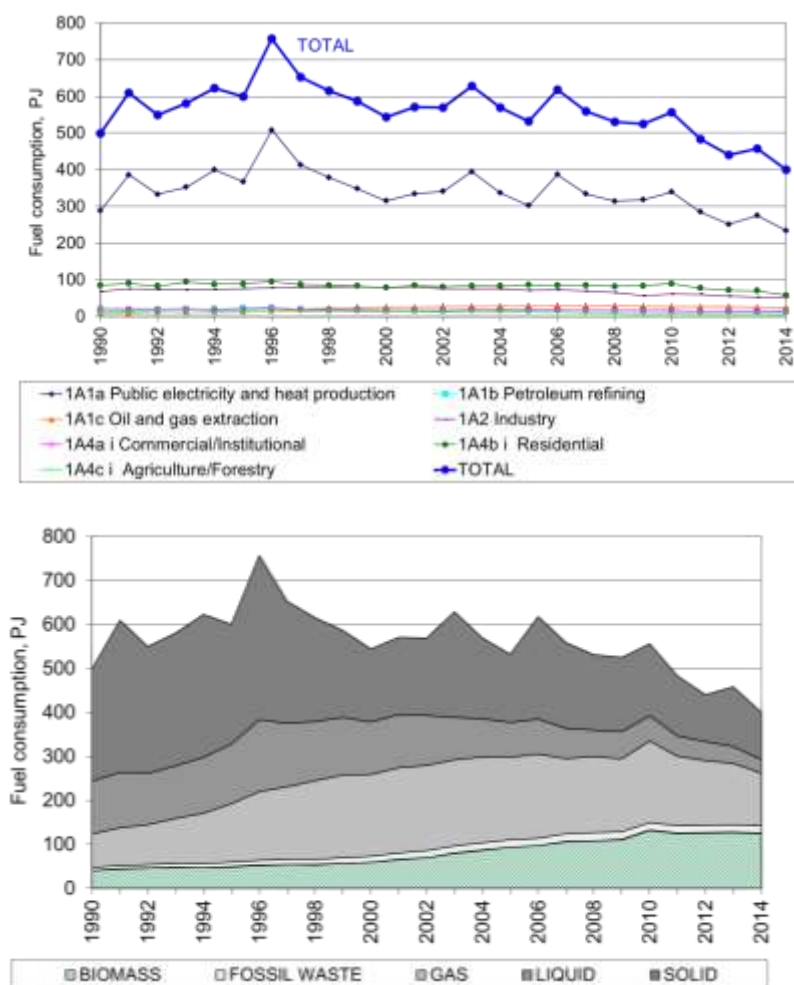 800
700
600
500
400
300
200
100
0
Fuel consumption, PJ
TOTAL
1990
1992
1994
1996
1998
2000
2002
2004
2006
2008
2010
2012
2014
1A1a Public electricity and heat production
1A1b Petroleum refining
1A1c Oil and gas extraction
1A2 Industry
1A4a i Commercial/Institutional
1A4b i Residential
1A4c i Agriculture/Forestry
TOTAL
800
700
600
500
400
300
200
100
0
Fuel consumption, PJ
1990
1992
1994
1996
1998
2000
2002
2004
2006
2008
2010
2012
2014
BIOMASS
FOSSIL WASTE
GAS
LIQUID
SOLID